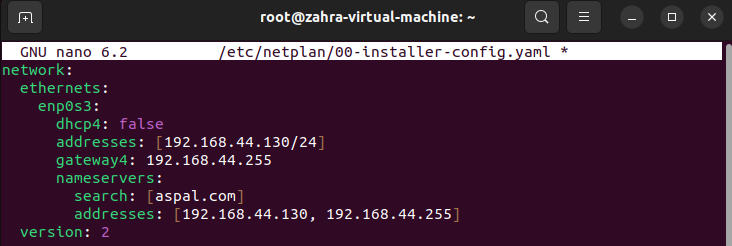 root@zahra-virtual-machine: ~
GNU nano 6.2 /etc/netplan/00-installer-config.yaml *
network:
  ethernets:
    enp0s3:
      dhcp4: false
      addresses: [192.168.44.130/24]
      gateway4: 192.168.44.255
      nameservers:
        search: [aspal.com]
        addresses: [192.168.44.130, 192.168.44.255]
  version: 2